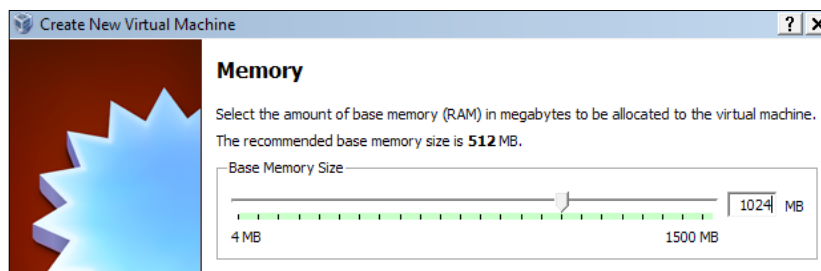 Create New Virtual Machine
Memory
Select the amount of base memory (RAM) in megabytes to be allocated to the virtual machine.
The recommended base memory size is 512 MB.
Base Memory Size
1024 MB
4 MB 1500 MB